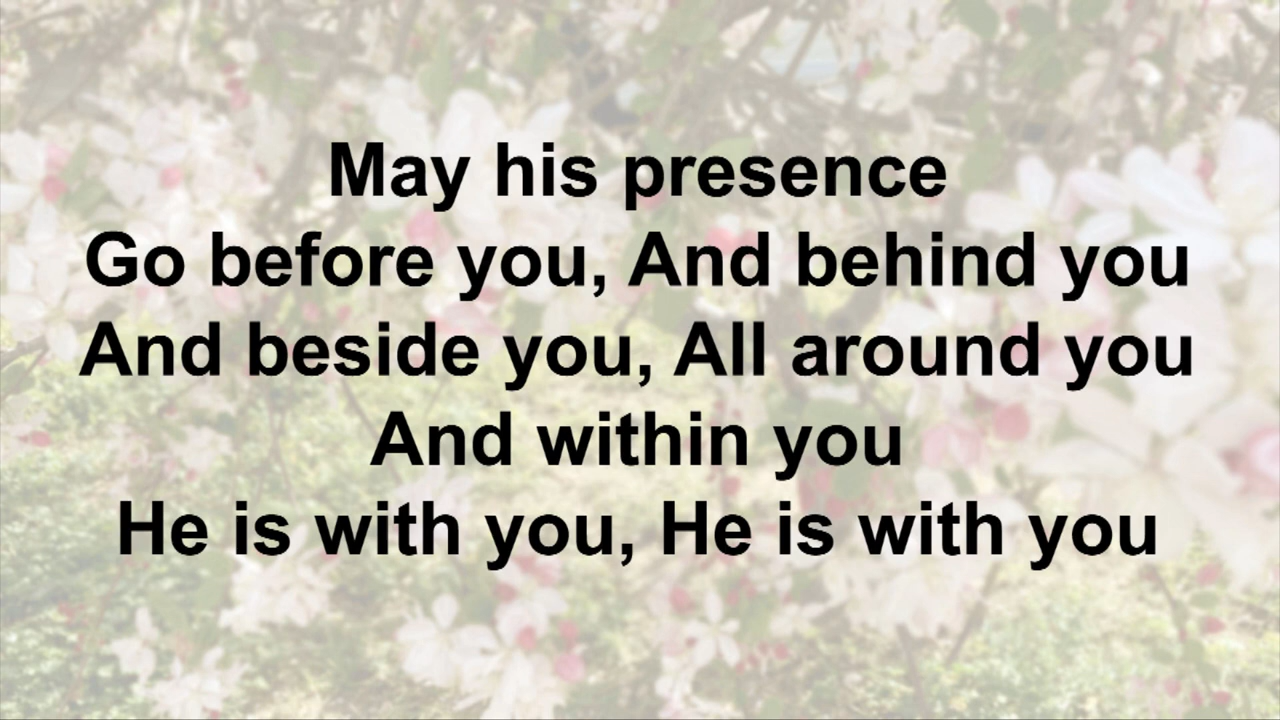 May his presence
Go before you, And behind you
And beside you, All around you
And within you
He is with you, He is with you